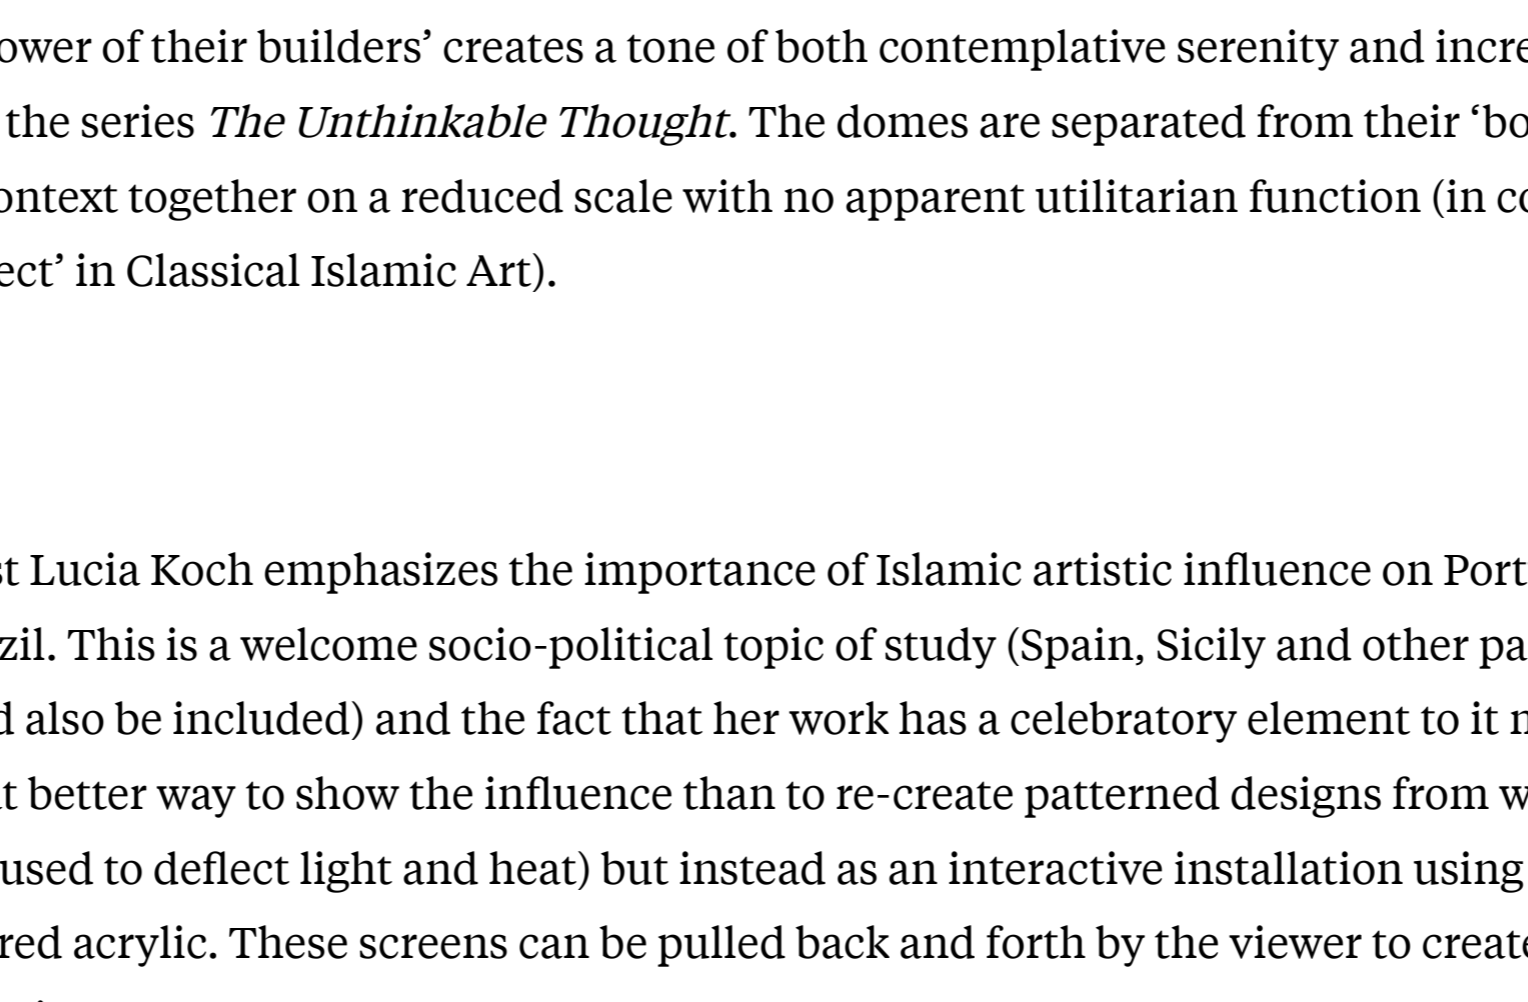 ower of their builders’ creates a tone of both contemplative serenity and incre
the series The Unthinkable Thought. The domes are separated from their ‘bo
ontext together on a reduced scale with no apparent utilitarian function (in co
ect’ in Classical Islamic Art).
st Lucia Koch emphasizes the importance of Islamic artistic influence on Port
zil. This is a welcome socio-political topic of study (Spain, Sicily and other pa
d also be included) and the fact that her work has a celebratory element to it
t better way to show the influence than to re-create patterned designs from w
used to deflect light and heat) but instead as an interactive installation using
red acrylic. These screens can be pulled back and forth by the viewer to create